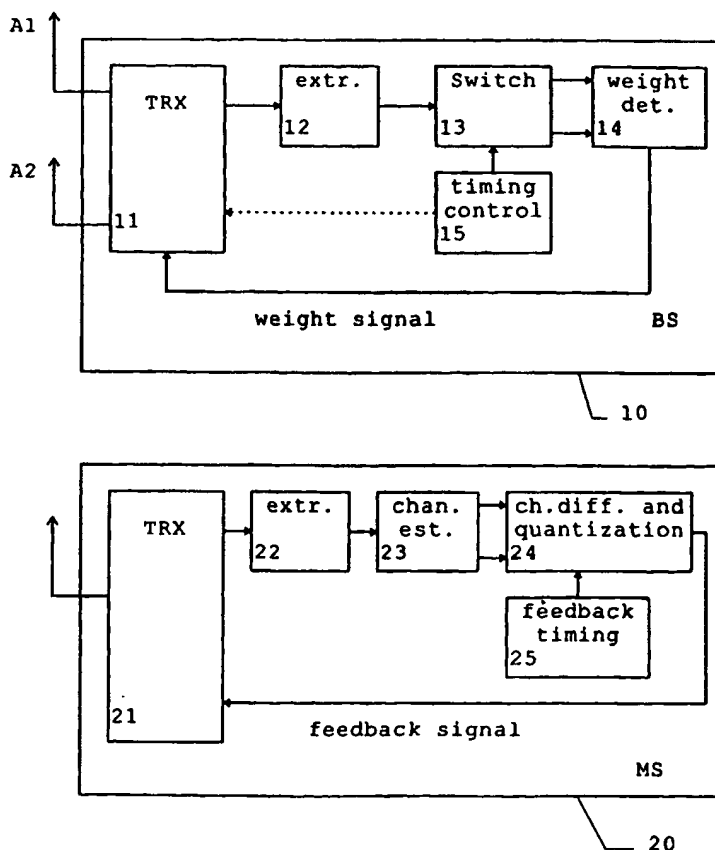 A1
TRX
extr.
12
Switch
13
weight
det.
14
A2
11
timing
control
15
weight signal
BS
10
TRX
extr.
22
chan.
est.
23
ch.diff. and
quantization
24
feedback
timing
25
21
feedback signal
MS
20